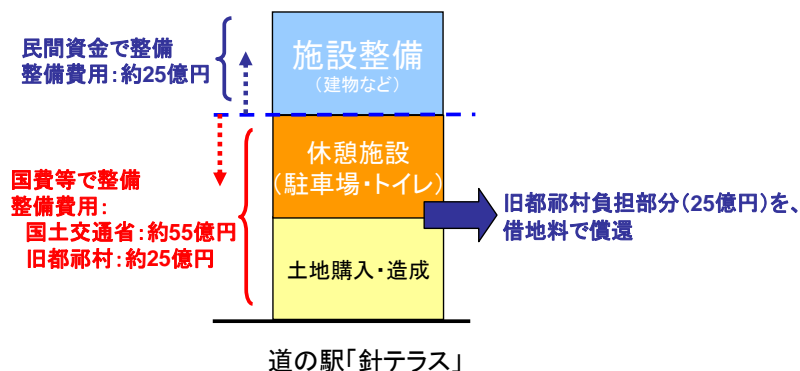 民間資金で整備
整備費用：約25億円
施設整備
（建物など）
休憩施設
（駐車場・トイレ）
国費等で整備
整備費用：
国土交通省：約55億円
旧都祁村：約25億円
旧都祁村負担部分（25億円）を、
借地料で償還
土地購入・造成
道の駅「針テラス」